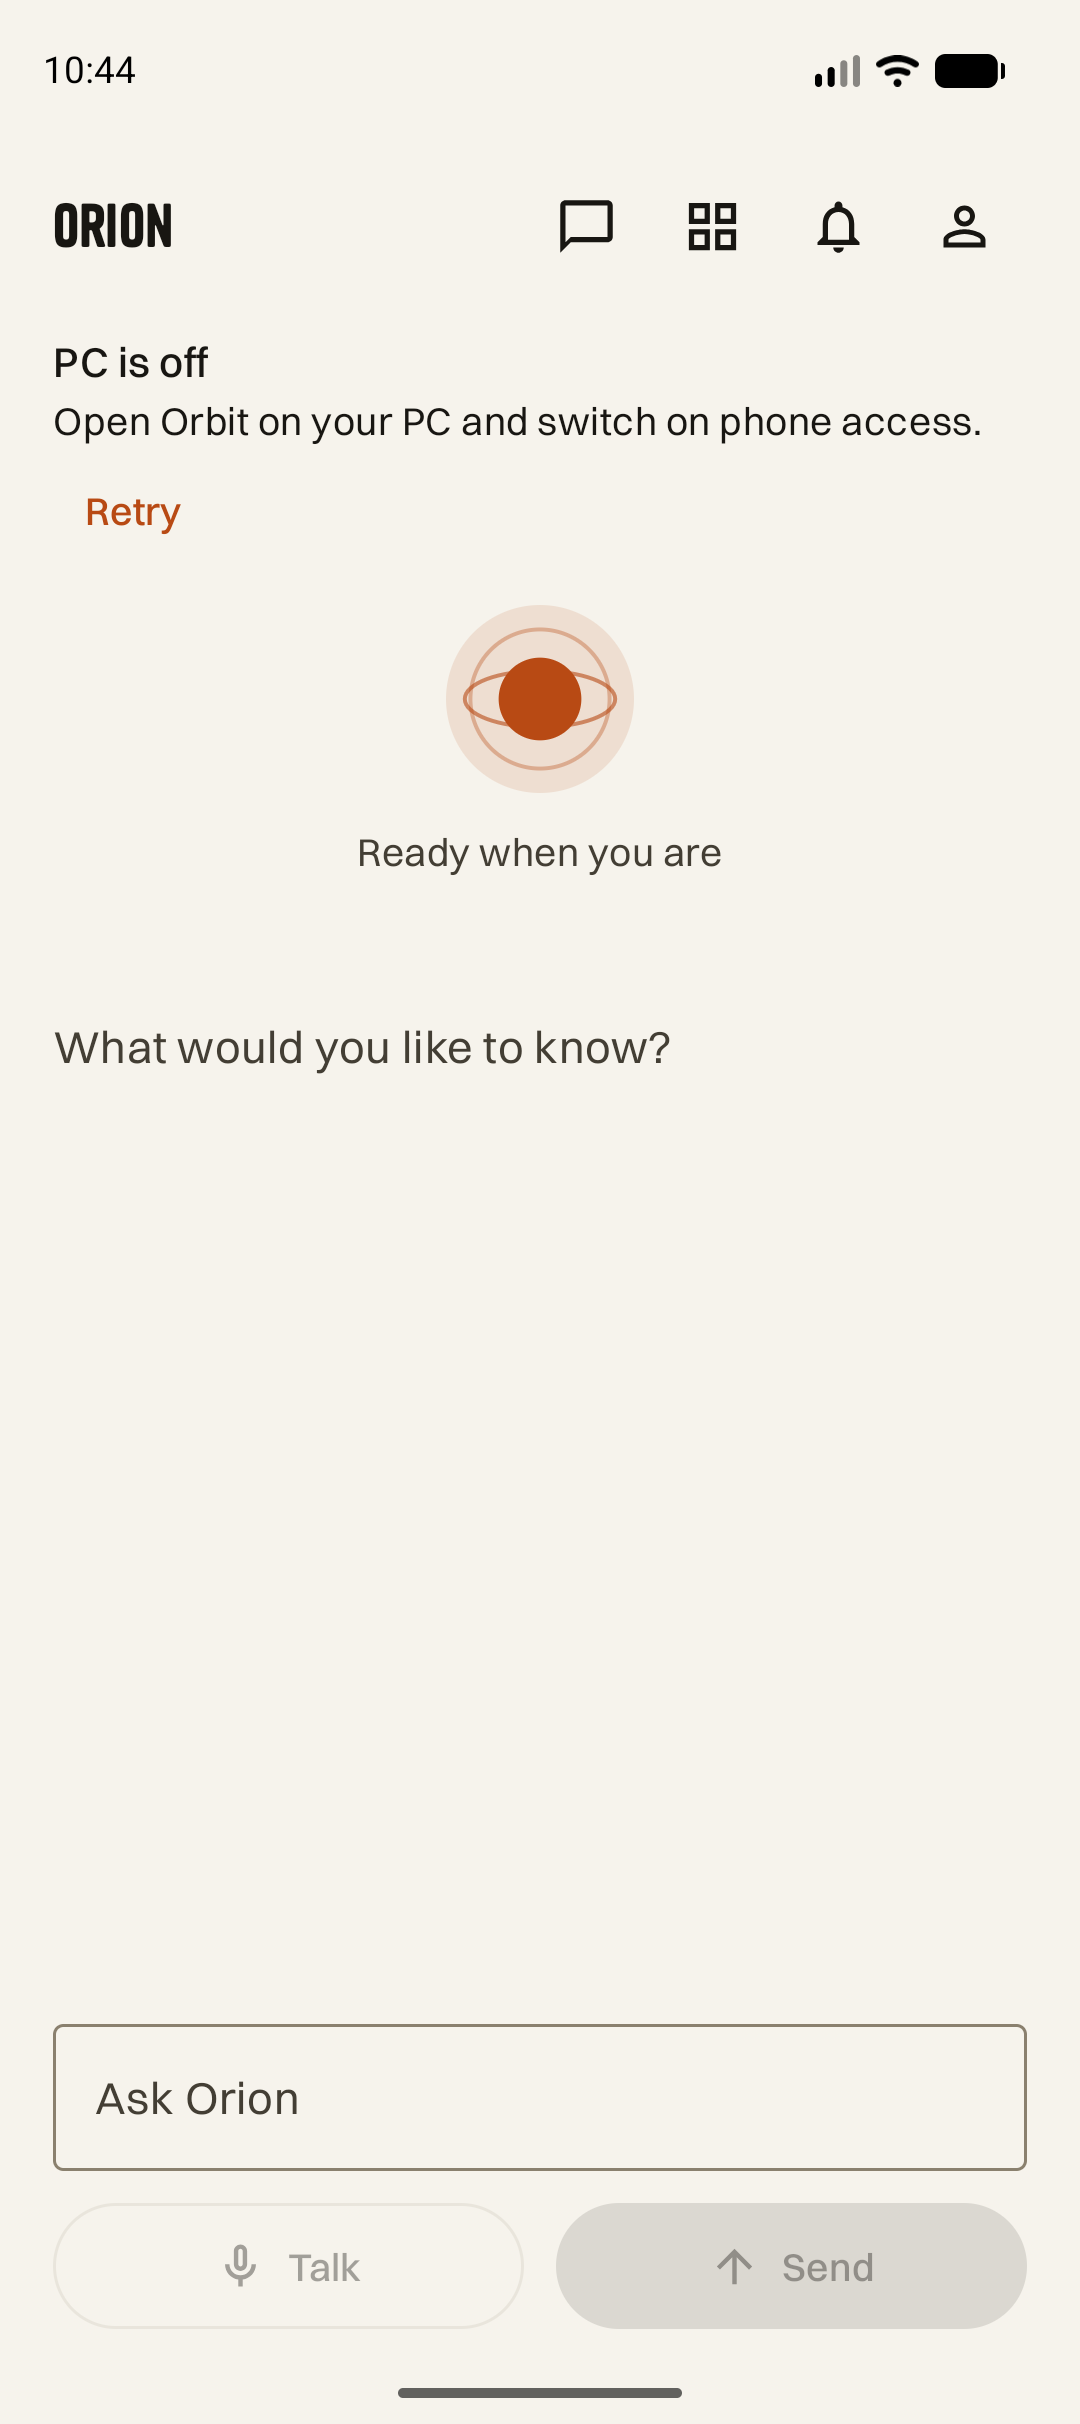 10:44
ORION
PC is off
Open Orbit on your PC and switch on phone access.
Retry
Ready when you are
What would you like to know?
Ask Orion
Talk
Send